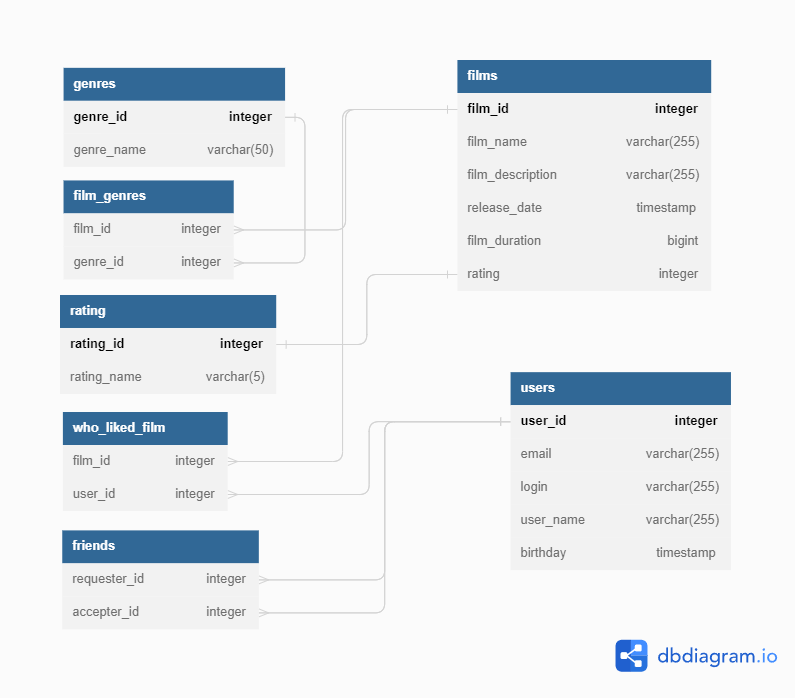 genres
genre_id integer
genre_name varchar(50)
film_genres
film_id integer
genre_id integer
rating
rating_id integer
rating_name varchar(5)
who_liked_film
film_id integer
user_id integer
friends
requester_id integer
accepter_id integer
films
film_id integer
film_name varchar(255)
film_description varchar(255)
release_date timestamp
film_duration bigint
rating integer
users
user_id integer
email varchar(255)
login varchar(255)
user_name varchar(255)
birthday timestamp
dbdiagram.io